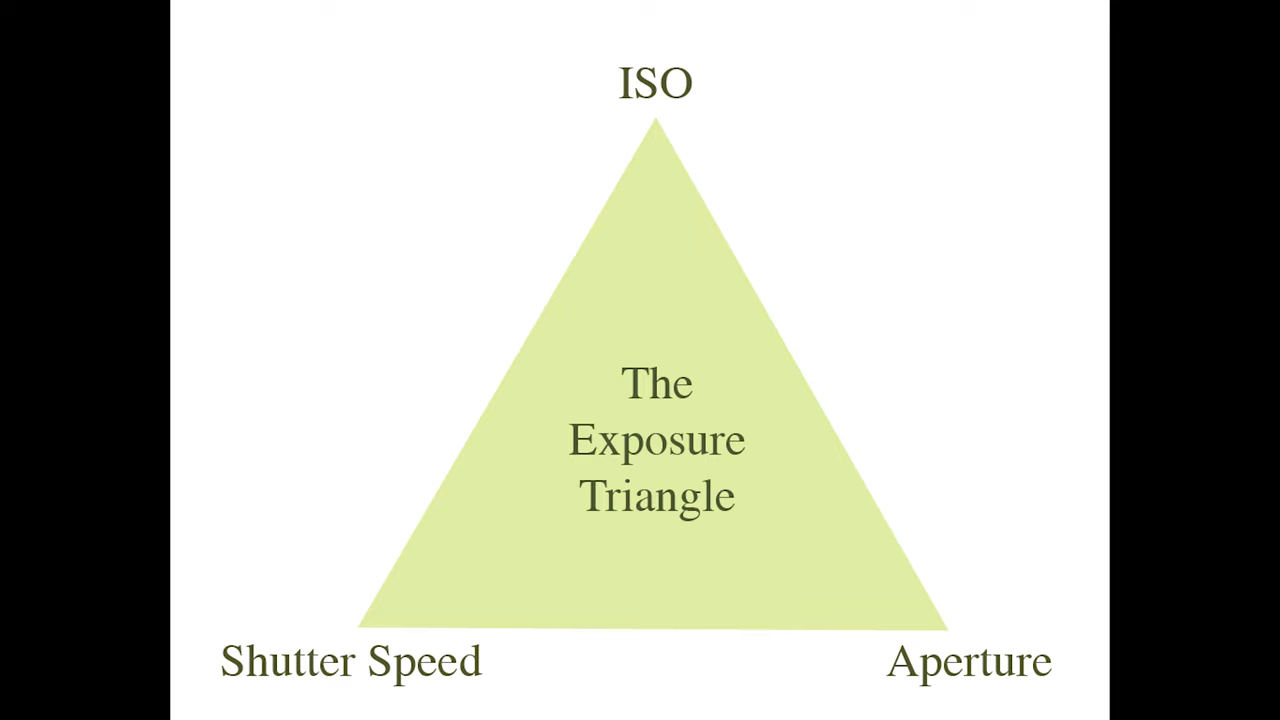 ISO
The
Exposure
Triangle
Shutter Speed
Aperture